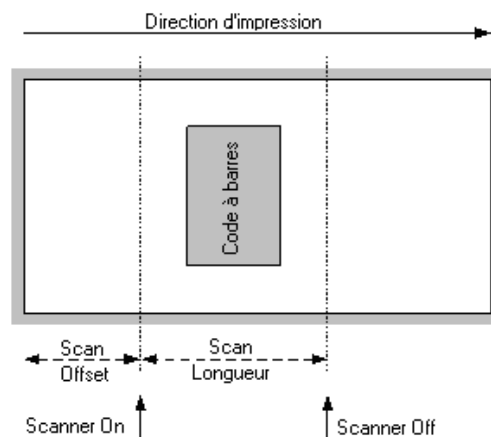 Direction d'impression
Code à barres
Scan Scan
Offset Longueur
Scanner On Scanner Off